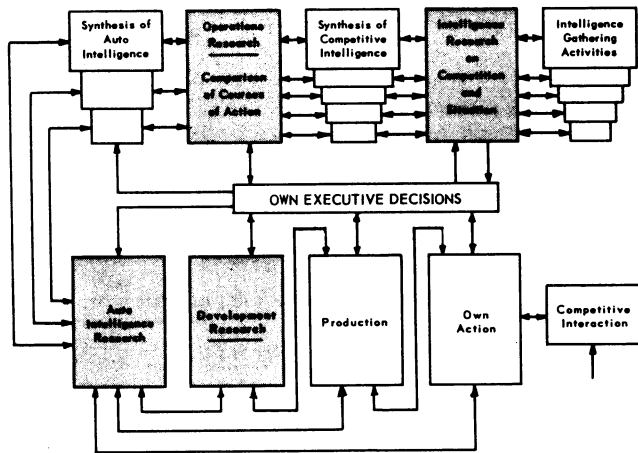 Synthesis of
Auto
Intelligence
Operations
Research
Comparison
of Courses
of Action
Synthesis of
Competitive
Intelligence
Intelligence
Research
on
Competition
and
Situation
Intelligence
Gathering
Activities
OWN EXECUTIVE DECISIONS
Auto
Intelligence
Research
Development
Research
Production
Own
Action
Competitive
Interaction